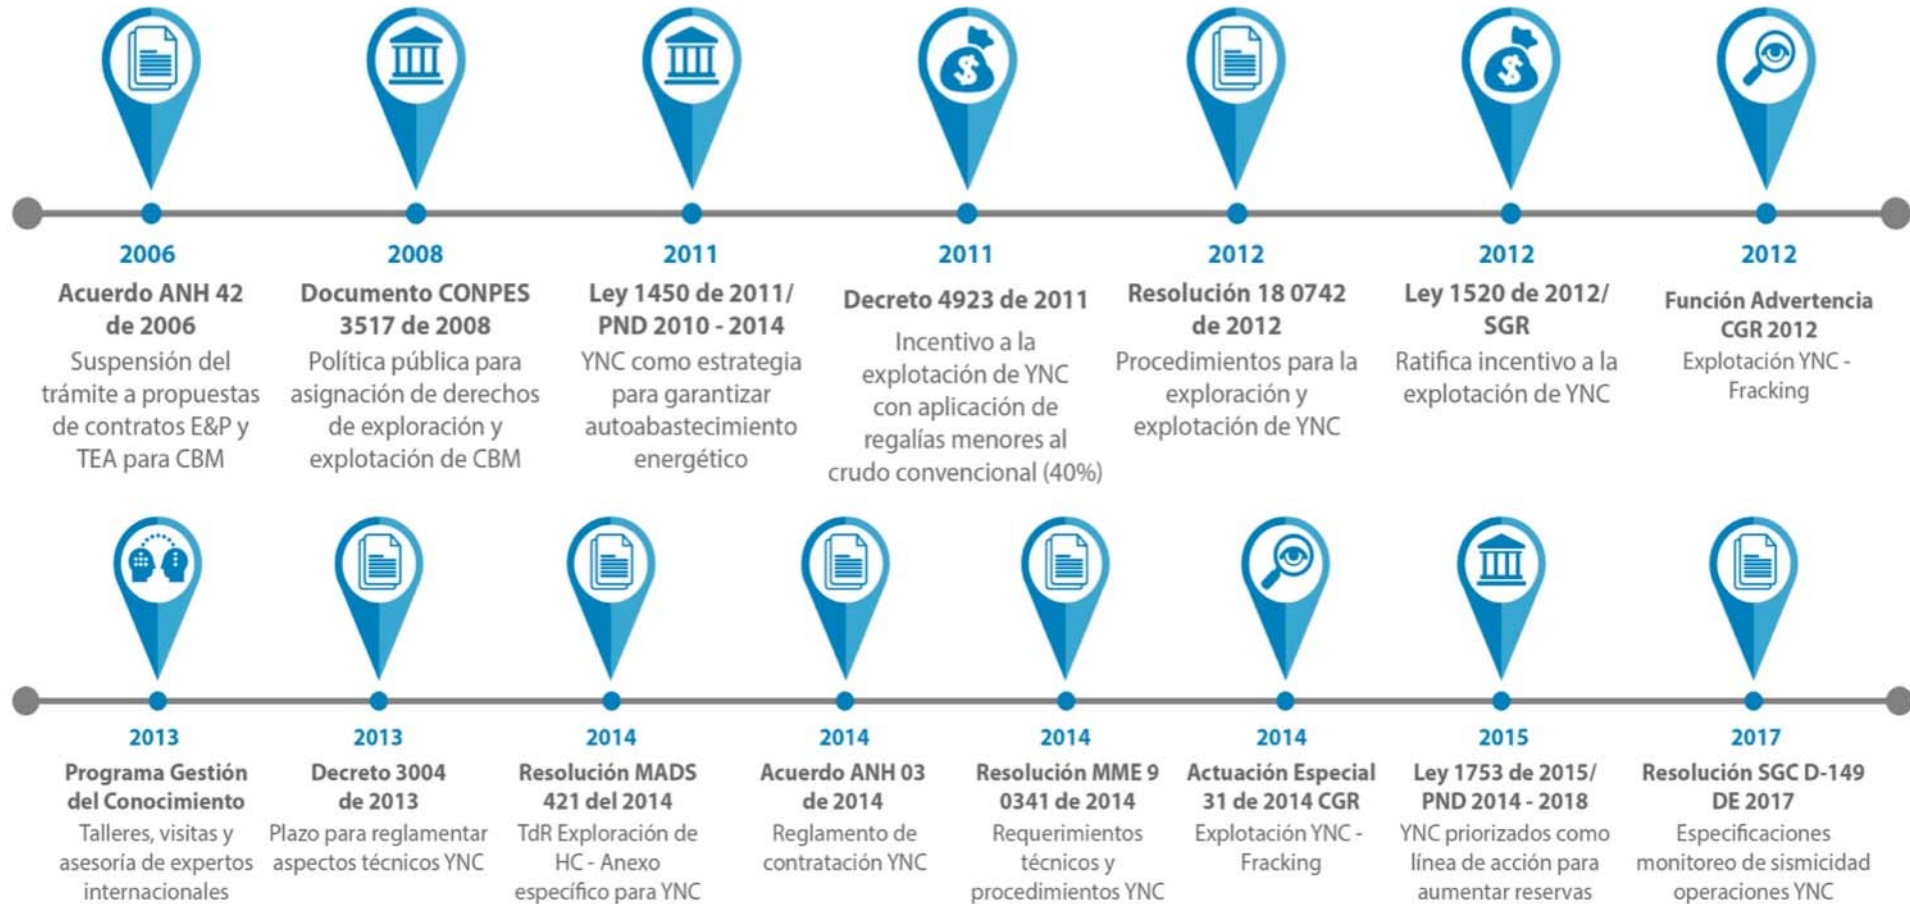 2006
Acuerdo ANH 42
de 2006
Suspensión del
trámite a propuestas
de contratos E&P y
TEA para CBM
2008
Documento CONPES
3517 de 2008
Política pública para
asignación de derechos
de exploración y
explotación de CBM
2011
Ley 1450 de 2011/
PND 2010 - 2014
YNC como estrategia
para garantizar
autoabastecimiento
energético
2011
Decreto 4923 de 2011
Incentivo a la
explotación de YNC
con aplicación de
regalías menores al
crudo convencional (40%)
2012
Resolución 18 0742
de 2012
Procedimientos para la
exploración y
explotación de YNC
2012
Ley 1520 de 2012/
SGR
Ratifica incentivo a la
explotación de YNC
2012
Función Advertencia
CGR 2012
Explotación YNC -
Fracking
2013
Programa Gestión
del Conocimiento
Talleres, visitas y
asesoría de expertos
internacionales
2013
Decreto 3004
de 2013
Plazo para reglamentar
aspectos técnicos YNC
2014
Resolución MADS
421 del 2014
TdR Exploración de
HC - Anexo
específico para YNC
2014
Acuerdo ANH 03
de 2014
Reglamento de
contratación YNC
2014
Resolución MME 9
0341 de 2014
Requerimientos
técnicos y
procedimientos YNC
2014
Actuación Especial
31 de 2014 CGR
Explotación YNC -
Fracking
2015
Ley 1753 de 2015/
PND 2014 - 2018
YNC priorizados como
línea de acción para
aumentar reservas
2017
Resolución SGC D-149
DE 2017
Especificaciones
monitoreo de sismicidad
operaciones YNC